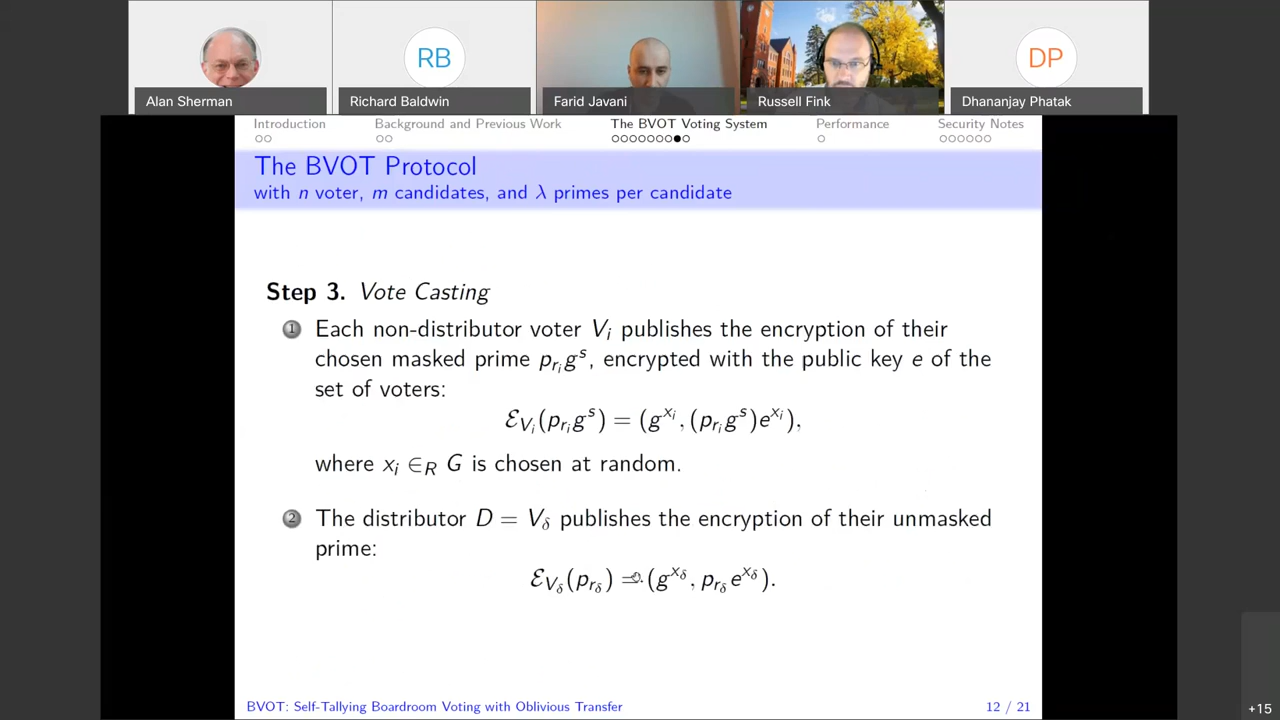 RB
DP
Alan Sherman
Richard Baldwin
Farid Javani
Russell Fink
Dhananjay Phatak
Introduction
Background and Previous Work
The BVOT Voting System
Performance
Security Notes
The BVOT Protocol
with n voter, m candidates, and λ primes per candidate
Step 3. Vote Casting
1 Each non-distributor voter Vᵢ publishes the encryption of their
chosen masked prime p_{r_i}g^s, encrypted with the public key e of the
set of voters:
ℰ_{V_i}(p_{r_i}g^s) = (g^{x_i}, (p_{r_i}g^s)e^{x_i}),
where x_i ∈_R G is chosen at random.
2 The distributor D = V_δ publishes the encryption of their unmasked
prime:
ℰ_{V_δ}(p_{r_δ}) = (g^{x_δ}, p_{r_δ}e^{x_δ}).
BVOT: Self-Tallying Boardroom Voting with Oblivious Transfer
12 / 21
+15